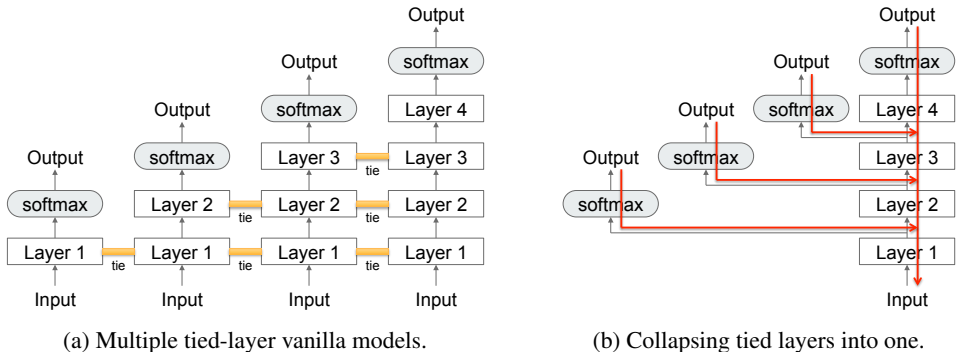 Output
softmax
Output
Layer 4
softmax
Output
Layer 3
tie
Layer 3
softmax
Output
Layer 2
tie
Layer 2
tie
Layer 2
softmax
Layer 1
tie
Layer 1
tie
Layer 1
tie
Layer 1
Input
Input
Input
Input
(a) Multiple tied-layer vanilla models.
Output
softmax
Output
Layer 4
softmax
Output
Layer 3
softmax
Output
Layer 2
softmax
Layer 1
Input
(b) Collapsing tied layers into one.